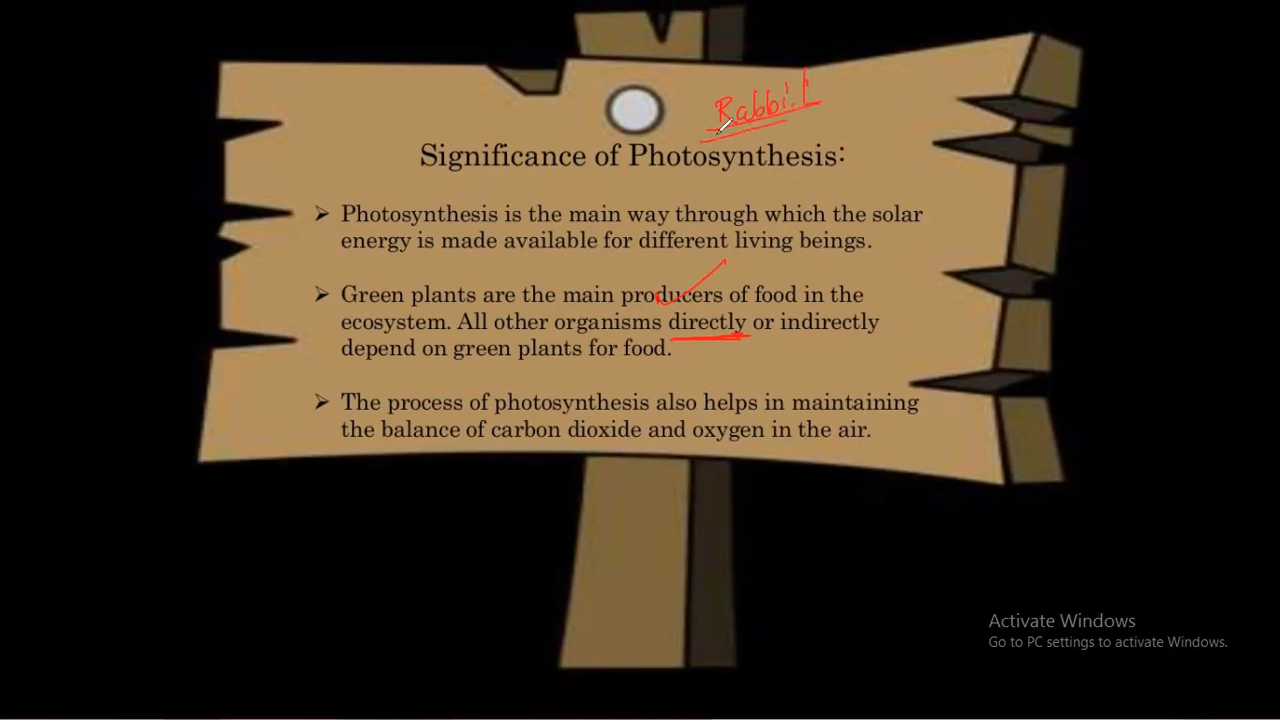 Rabbit
Significance of Photosynthesis:
➢ Photosynthesis is the main way through which the solar
energy is made available for different living beings.
➢ Green plants are the main producers of food in the
ecosystem. All other organisms directly or indirectly
depend on green plants for food.
➢ The process of photosynthesis also helps in maintaining
the balance of carbon dioxide and oxygen in the air.
Activate Windows
Go to PC settings to activate Windows.